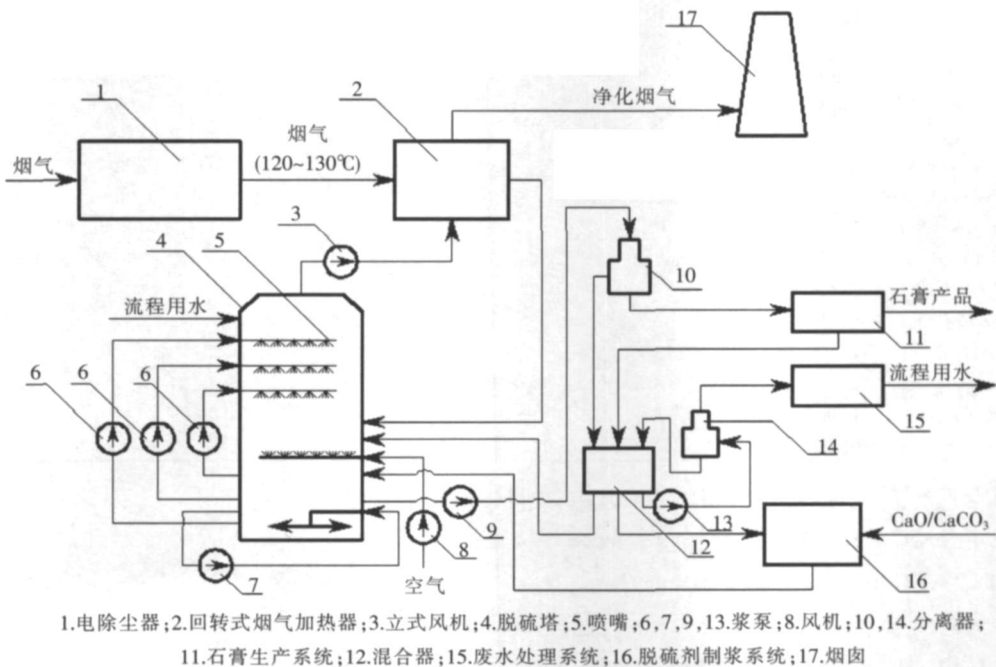 17
净化烟气
1
2
烟气
烟气
(120~130℃)
3
4
5
10
流程用水
石膏产品
11
6
6
6
流程用水
14
15
9
13
CaO/CaCO₃
7
8
12
空气
16
1.电除尘器;2.回转式烟气加热器;3.立式风机;4.脱硫塔;5.喷嘴;6,7,9,13.浆泵;8.风机;10,14.分离器;
11.石膏生产系统;12.混合器;15.废水处理系统;16.脱硫剂制浆系统;17.烟囱